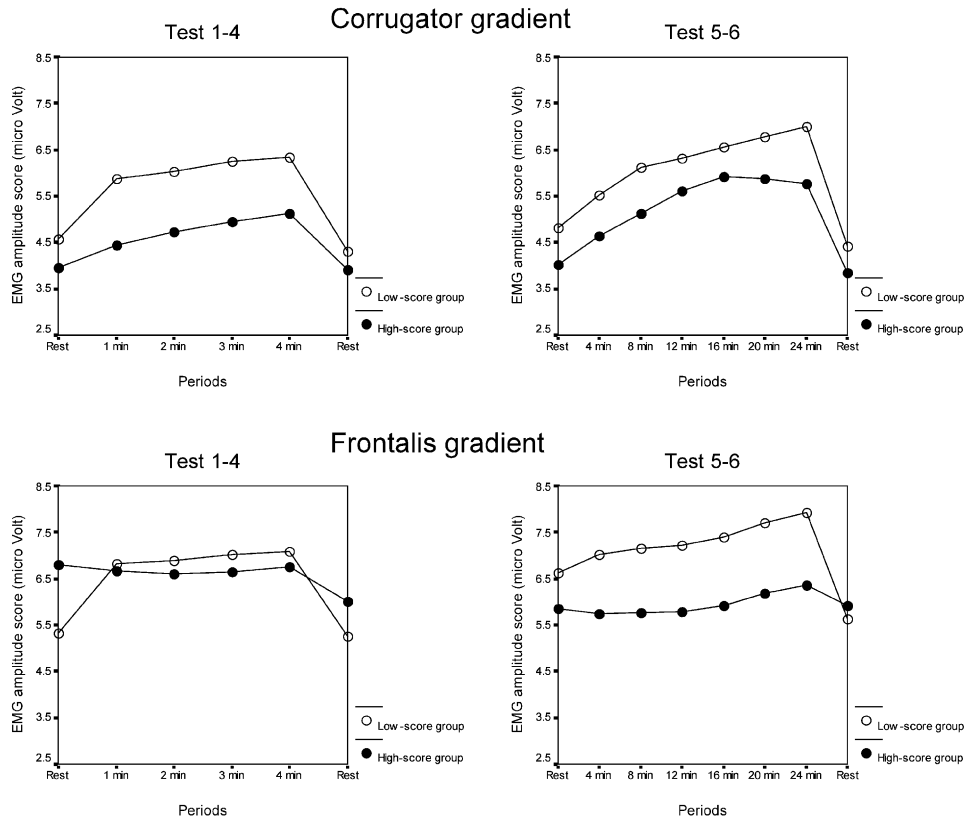 Corrugator gradient
Test 1-4
Test 5-6
EMG amplitude score (micro Volt)
8.5
7.5
6.5
5.5
4.5
3.5
2.5
Rest
1 min
2 min
3 min
4 min
Rest
Periods
Low-score group
High-score group
EMG amplitude score (micro Volt)
8.5
7.5
6.5
5.5
4.5
3.5
2.5
Rest
4 min
8 min
12 min
16 min
20 min
24 min
Rest
Periods
Low-score group
High-score group
Frontalis gradient
Test 1-4
Test 5-6
EMG amplitude score (micro Volt)
8.5
7.5
6.5
5.5
4.5
3.5
2.5
Rest
1 min
2 min
3 min
4 min
Rest
Periods
Low-score group
High-score group
EMG amplitude score (micro Volt)
8.5
7.5
6.5
5.5
4.5
3.5
2.5
Rest
4 min
8 min
12 min
16 min
20 min
24 min
Rest
Periods
Low-score group
High-score group